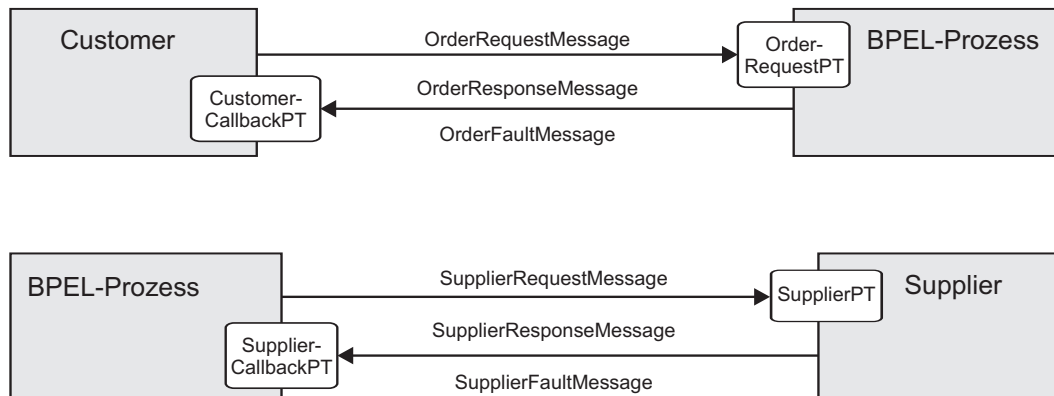 Customer
OrderRequestMessage
Order-
RequestPT
BPEL-Prozess
Customer-
CallbackPT
OrderResponseMessage
OrderFaultMessage
BPEL-Prozess
SupplierRequestMessage
SupplierPT
Supplier
Supplier-
CallbackPT
SupplierResponseMessage
SupplierFaultMessage